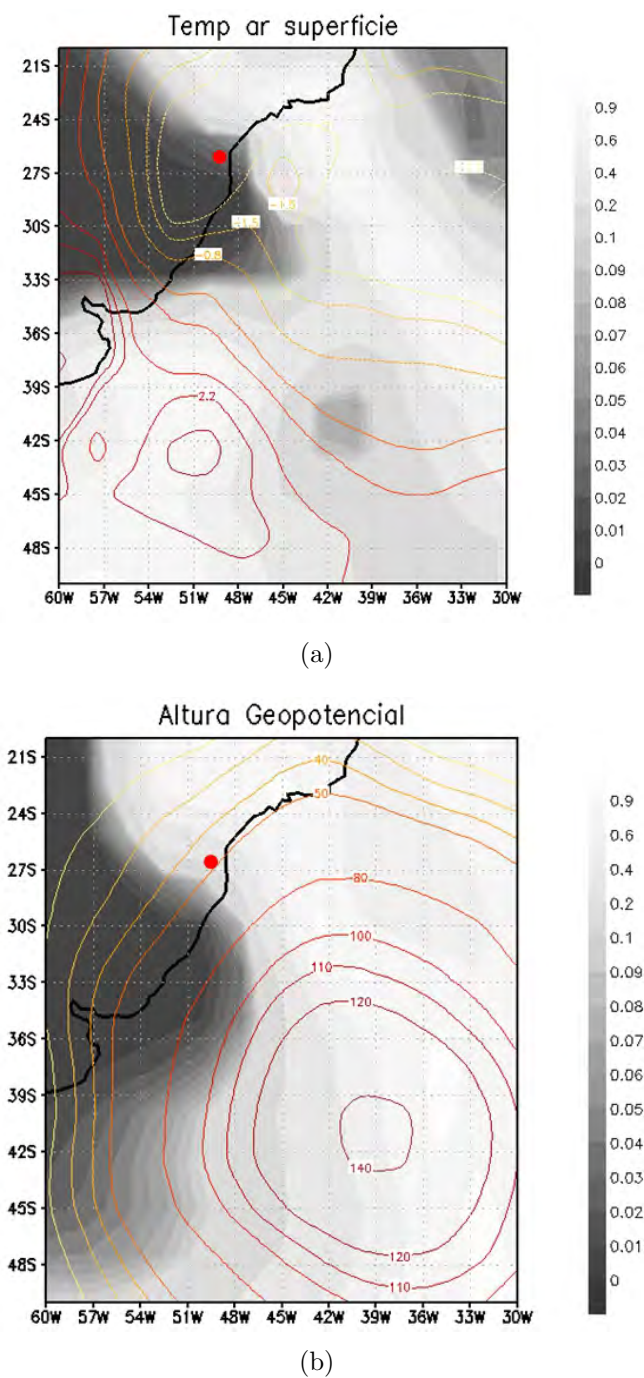 Temp ar superficie
21S
24S
27S
30S
33S
36S
39S
42S
45S
48S
60W 57W 54W 51W 48W 45W 42W 39W 36W 33W 30W
-1.5
-1.5
-0.8
2.2
0.9
0.6
0.4
0.2
0.1
0.09
0.08
0.07
0.06
0.05
0.04
0.03
0.02
0.01
0
(a)
Altura Geopotencial
21S
24S
27S
30S
33S
36S
39S
42S
45S
48S
60W 57W 54W 51W 48W 45W 42W 39W 36W 33W 30W
40
50
80
100
110
120
140
120
110
0.9
0.6
0.4
0.2
0.1
0.09
0.08
0.07
0.06
0.05
0.04
0.03
0.02
0.01
0
(b)